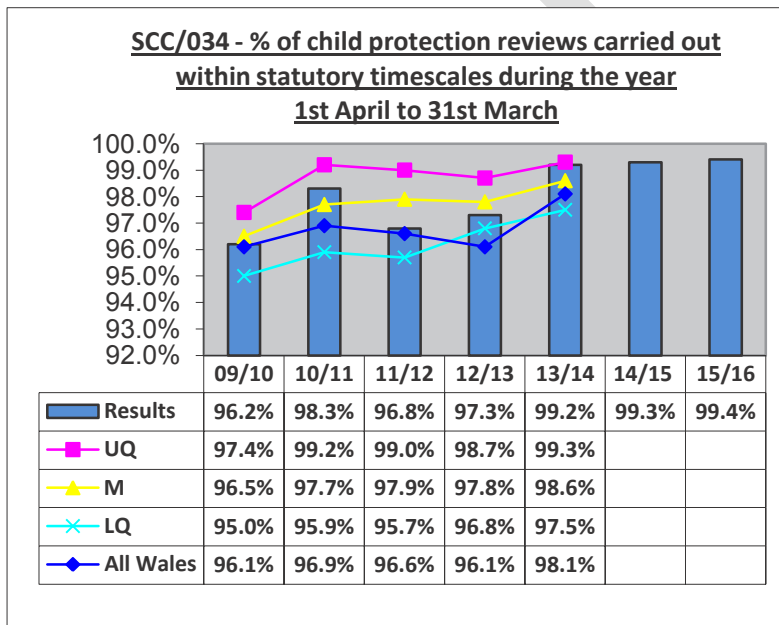 SCC/034 - % of child protection reviews carried out
within statutory timescales during the year
1st April to 31st March
100.0%
99.0%
98.0%
97.0%
96.0%
95.0%
94.0%
93.0%
92.0%
09/10 10/11 11/12 12/13 13/14 14/15 15/16
Results 96.2% 98.3% 96.8% 97.3% 99.2% 99.3% 99.4%
UQ 97.4% 99.2% 99.0% 98.7% 99.3%
M 96.5% 97.7% 97.9% 97.8% 98.6%
LQ 95.0% 95.9% 95.7% 96.8% 97.5%
All Wales 96.1% 96.9% 96.6% 96.1% 98.1%